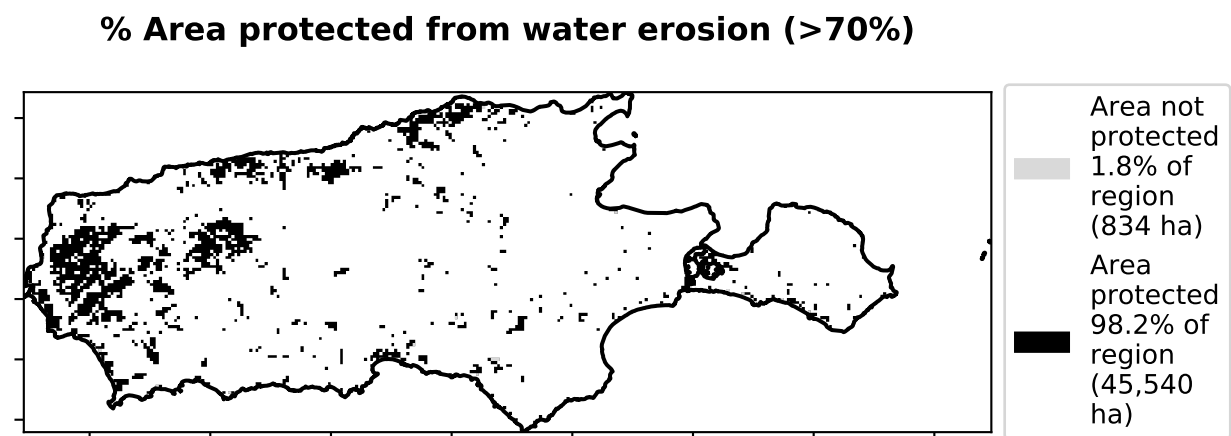 % Area protected from water erosion (>70%)
Area not
protected
1.8% of
region
(834 ha)
Area
protected
98.2% of
region
(45,540
ha)